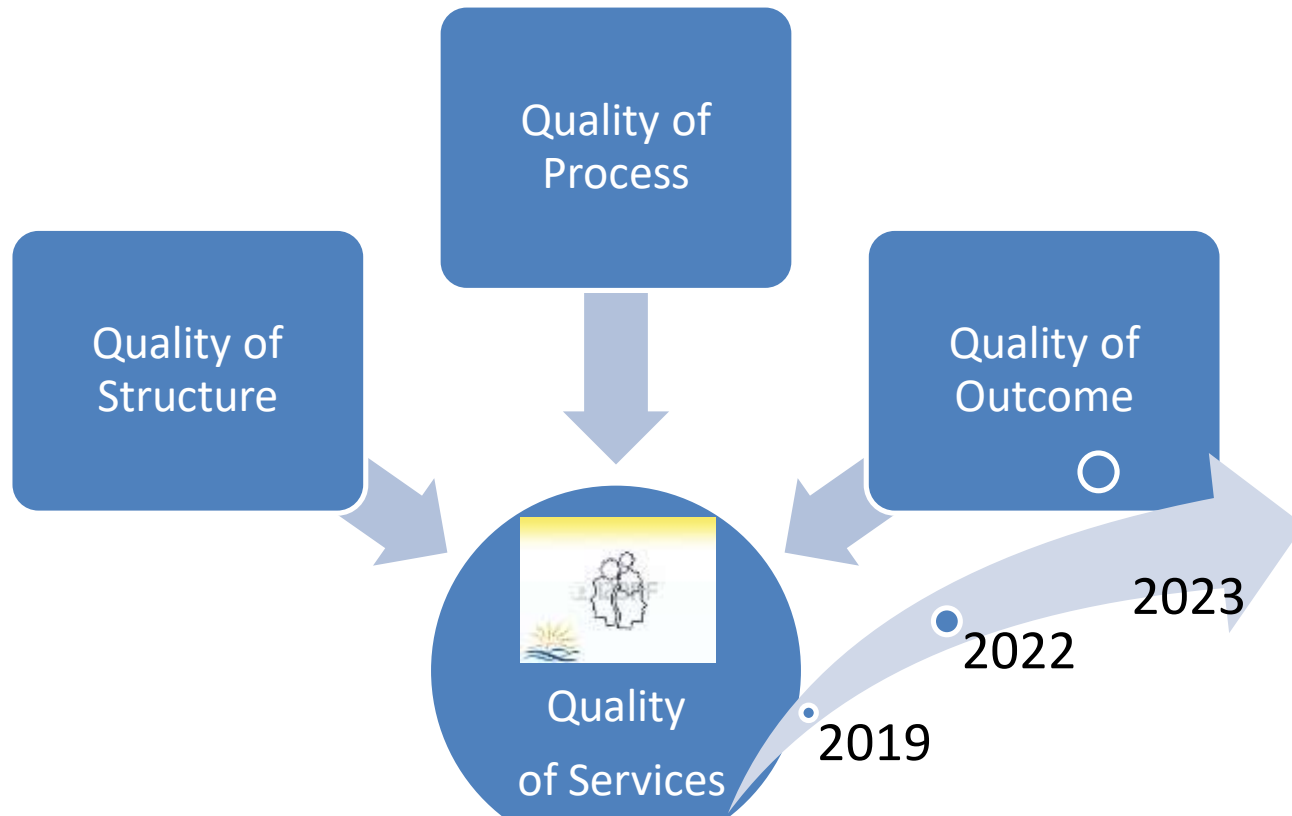 Quality of
Process
Quality of
Structure
Quality of
Outcome
Quality
of Services
2019
2022
2023